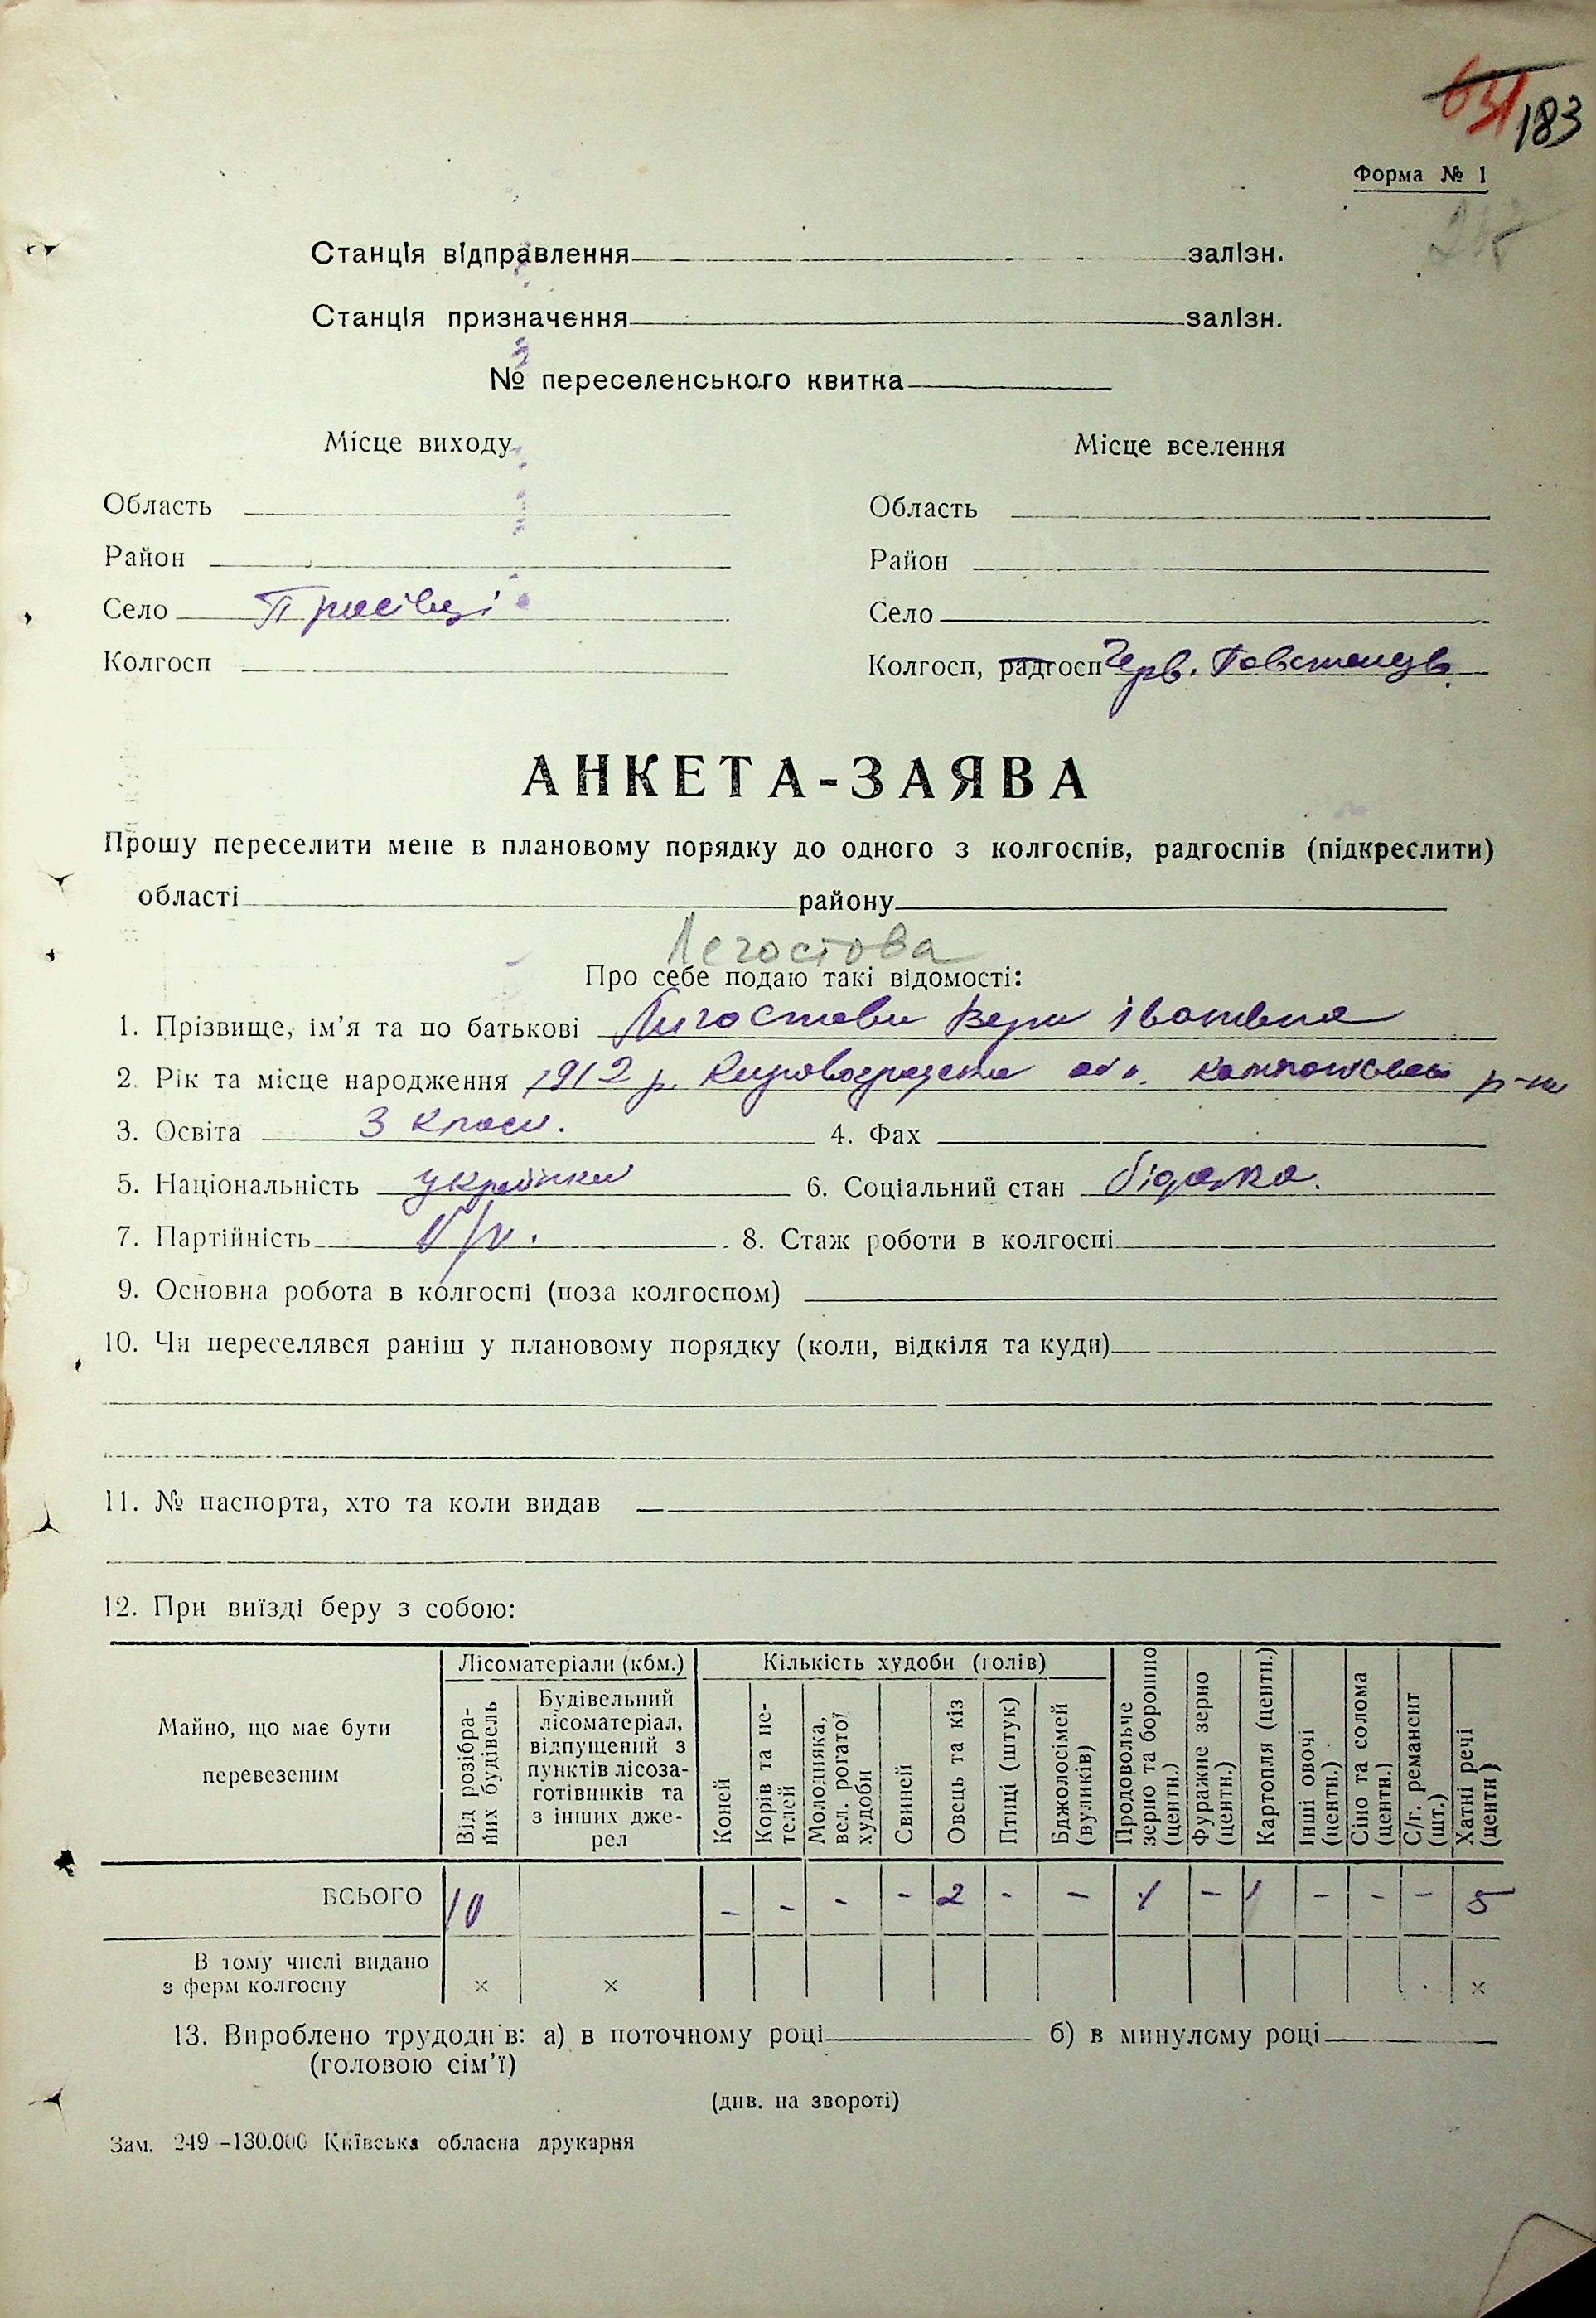 631 183
Форма № 1
Станція відправлення залізн.
Станція призначення залізн.
№ переселенського квитка
Місце виходу
Місце вселення
Область
Область
Район
Район
Село
Село
Колгосп
Колгосп, радгосп Черв. Повстанець
АНКЕТА-ЗАЯВА
Прошу переселити мене в плановому порядку до одного з колгоспів, радгоспів (підкреслити)
області району
Легостова
Про себе подаю такі відомості:
1. Прізвище, ім’я та по батькові Лигостова Вера Івановна
2. Рік та місце народження 1912 р. Кировоградська обл. р-н
3. Освіта 3 класи. 4. Фах
5. Національність українка 6. Соціальний стан бідячка.
7. Партійність 8. Стаж роботи в колгоспі
9. Основна робота в колгоспі (поза колгоспом)
10. Чи переселявся раніш у плановому порядку (коли, відкіля та куди)
11. № паспорта, хто та коли видав
12. При виїзді беру з собою:
Майно, що має бути перевезеним
Лісоматеріали (кбм.)
Від розібраних будівель
Будівельний лісоматеріал, відпущений з пунктів лісозаготівників та з інших джерел
Кількість худоби (голів)
Коней
Корів та нетелей
Молодняка, вел. рогатої худоби
Свиней
Овець та кіз
Птиці (штук)
Бджолосімей (вуликів)
Продовольче зерно та борошно (центн.)
Фуражне зерно (центн.)
Картопля (центн.)
Інші овочі (центн.)
Сіно та солома (центн.)
С/г. реманент (шт.)
Хатні речі (центн)
ВСЬОГО 10 - - - - 2 - - 1 - 1 - - - 5
В тому числі видано з ферм колгоспу × × ×
13. Вироблено трудоднів: а) в поточному році б) в минулому році
(головою сім’ї)
(див. на звороті)
Зам. 249 -130.000 Київська обласна друкарня